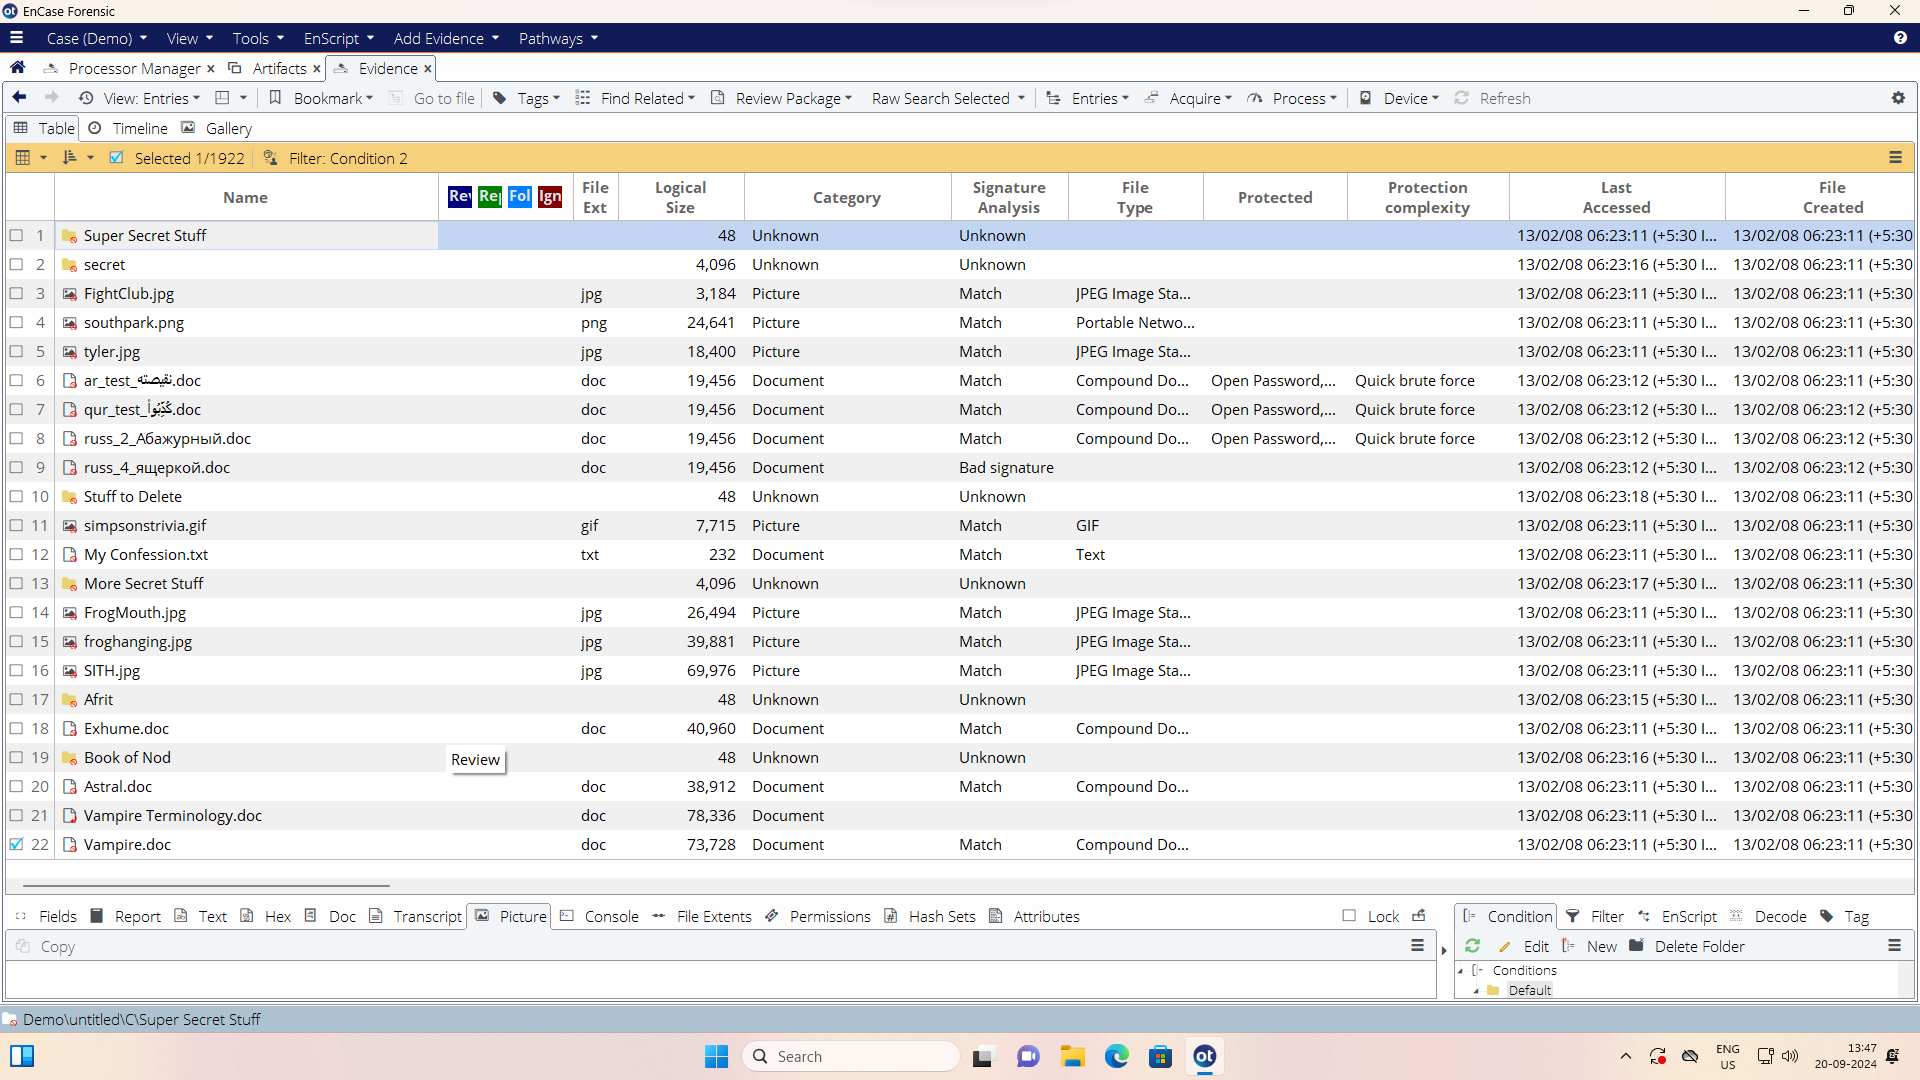 EnCase Forensic
Case (Demo) View Tools EnScript Add Evidence Pathways
Processor Manager Artifacts Evidence
View: Entries Bookmark Go to file Tags Find Related Review Package Raw Search Selected Entries Acquire Process Device Refresh
Table Timeline Gallery
Selected 1/1922 Filter: Condition 2
Name Rev Rep Fol Ign File Ext Logical Size Category Signature Analysis File Type Protected Protection complexity Last Accessed File Created
1 Super Secret Stuff 48 Unknown Unknown 13/02/08 06:23:11 (+5:30 I... 13/02/08 06:23:11 (+5:30
2 secret 4,096 Unknown Unknown 13/02/08 06:23:16 (+5:30 I... 13/02/08 06:23:11 (+5:30
3 FightClub.jpg jpg 3,184 Picture Match JPEG Image Sta... 13/02/08 06:23:11 (+5:30 I... 13/02/08 06:23:11 (+5:30
4 southpark.png png 24,641 Picture Match Portable Netwo... 13/02/08 06:23:11 (+5:30 I... 13/02/08 06:23:11 (+5:30
5 tyler.jpg jpg 18,400 Picture Match JPEG Image Sta... 13/02/08 06:23:11 (+5:30 I... 13/02/08 06:23:11 (+5:30
6 ar_test_نقيصته.doc doc 19,456 Document Match Compound Do... Open Password,... Quick brute force 13/02/08 06:23:12 (+5:30 I... 13/02/08 06:23:12 (+5:30
7 qur_test_كُذِّبُواْ.doc doc 19,456 Document Match Compound Do... Open Password,... Quick brute force 13/02/08 06:23:12 (+5:30 I... 13/02/08 06:23:12 (+5:30
8 russ_2_Абажурный.doc doc 19,456 Document Match Compound Do... Open Password,... Quick brute force 13/02/08 06:23:12 (+5:30 I... 13/02/08 06:23:12 (+5:30
9 russ_4_ящеркой.doc doc 19,456 Document Bad signature 13/02/08 06:23:12 (+5:30 I... 13/02/08 06:23:12 (+5:30
10 Stuff to Delete 48 Unknown Unknown 13/02/08 06:23:18 (+5:30 I... 13/02/08 06:23:11 (+5:30
11 simpsonstrivia.gif gif 7,715 Picture Match GIF 13/02/08 06:23:11 (+5:30 I... 13/02/08 06:23:11 (+5:30
12 My Confession.txt txt 232 Document Match Text 13/02/08 06:23:11 (+5:30 I... 13/02/08 06:23:11 (+5:30
13 More Secret Stuff 4,096 Unknown Unknown 13/02/08 06:23:17 (+5:30 I... 13/02/08 06:23:11 (+5:30
14 FrogMouth.jpg jpg 26,494 Picture Match JPEG Image Sta... 13/02/08 06:23:11 (+5:30 I... 13/02/08 06:23:11 (+5:30
15 froghanging.jpg jpg 39,881 Picture Match JPEG Image Sta... 13/02/08 06:23:11 (+5:30 I... 13/02/08 06:23:11 (+5:30
16 SITH.jpg jpg 69,976 Picture Match JPEG Image Sta... 13/02/08 06:23:11 (+5:30 I... 13/02/08 06:23:11 (+5:30
17 Afrit 48 Unknown Unknown 13/02/08 06:23:15 (+5:30 I... 13/02/08 06:23:11 (+5:30
18 Exhume.doc doc 40,960 Document Match Compound Do... 13/02/08 06:23:11 (+5:30 I... 13/02/08 06:23:11 (+5:30
19 Book of Nod Review 48 Unknown Unknown 13/02/08 06:23:16 (+5:30 I... 13/02/08 06:23:11 (+5:30
20 Astral.doc doc 38,912 Document Match Compound Do... 13/02/08 06:23:11 (+5:30 I... 13/02/08 06:23:11 (+5:30
21 Vampire Terminology.doc doc 78,336 Document 13/02/08 06:23:11 (+5:30 I... 13/02/08 06:23:11 (+5:30
22 Vampire.doc doc 73,728 Document Match Compound Do... 13/02/08 06:23:11 (+5:30 I... 13/02/08 06:23:11 (+5:30
Fields Report Text Hex Doc Transcript Picture Console File Extents Permissions Hash Sets Attributes Lock Condition Filter EnScript Decode Tag
Copy Edit New Delete Folder
Conditions
Default
Demo\untitled\C\Super Secret Stuff
Search ot ENG US 13:47 20-09-2024